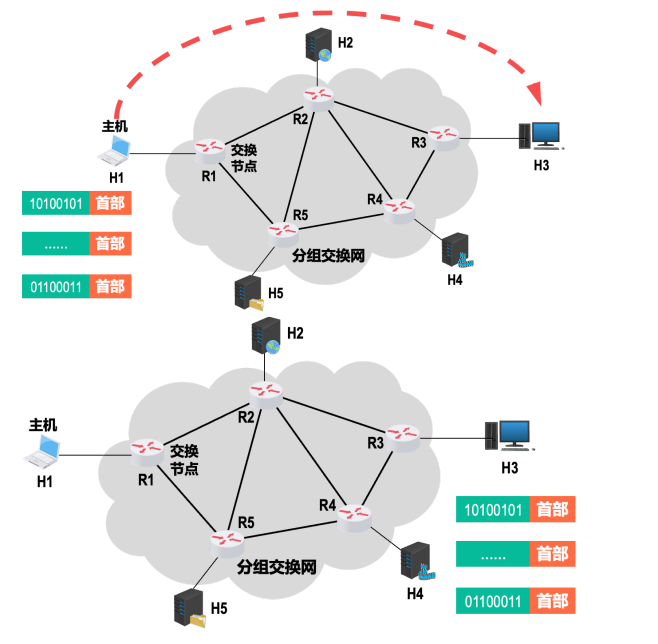 H2
R2
主机
交换
节点
R3
H1
R1
H3
10100101 首部
R4
R5
...... 首部
分组交换网
H4
01100011 首部
H5
H2
R2
主机
交换
节点
R3
H1
R1
H3
R4
10100101 首部
R5
...... 首部
分组交换网
H4
01100011 首部
H5